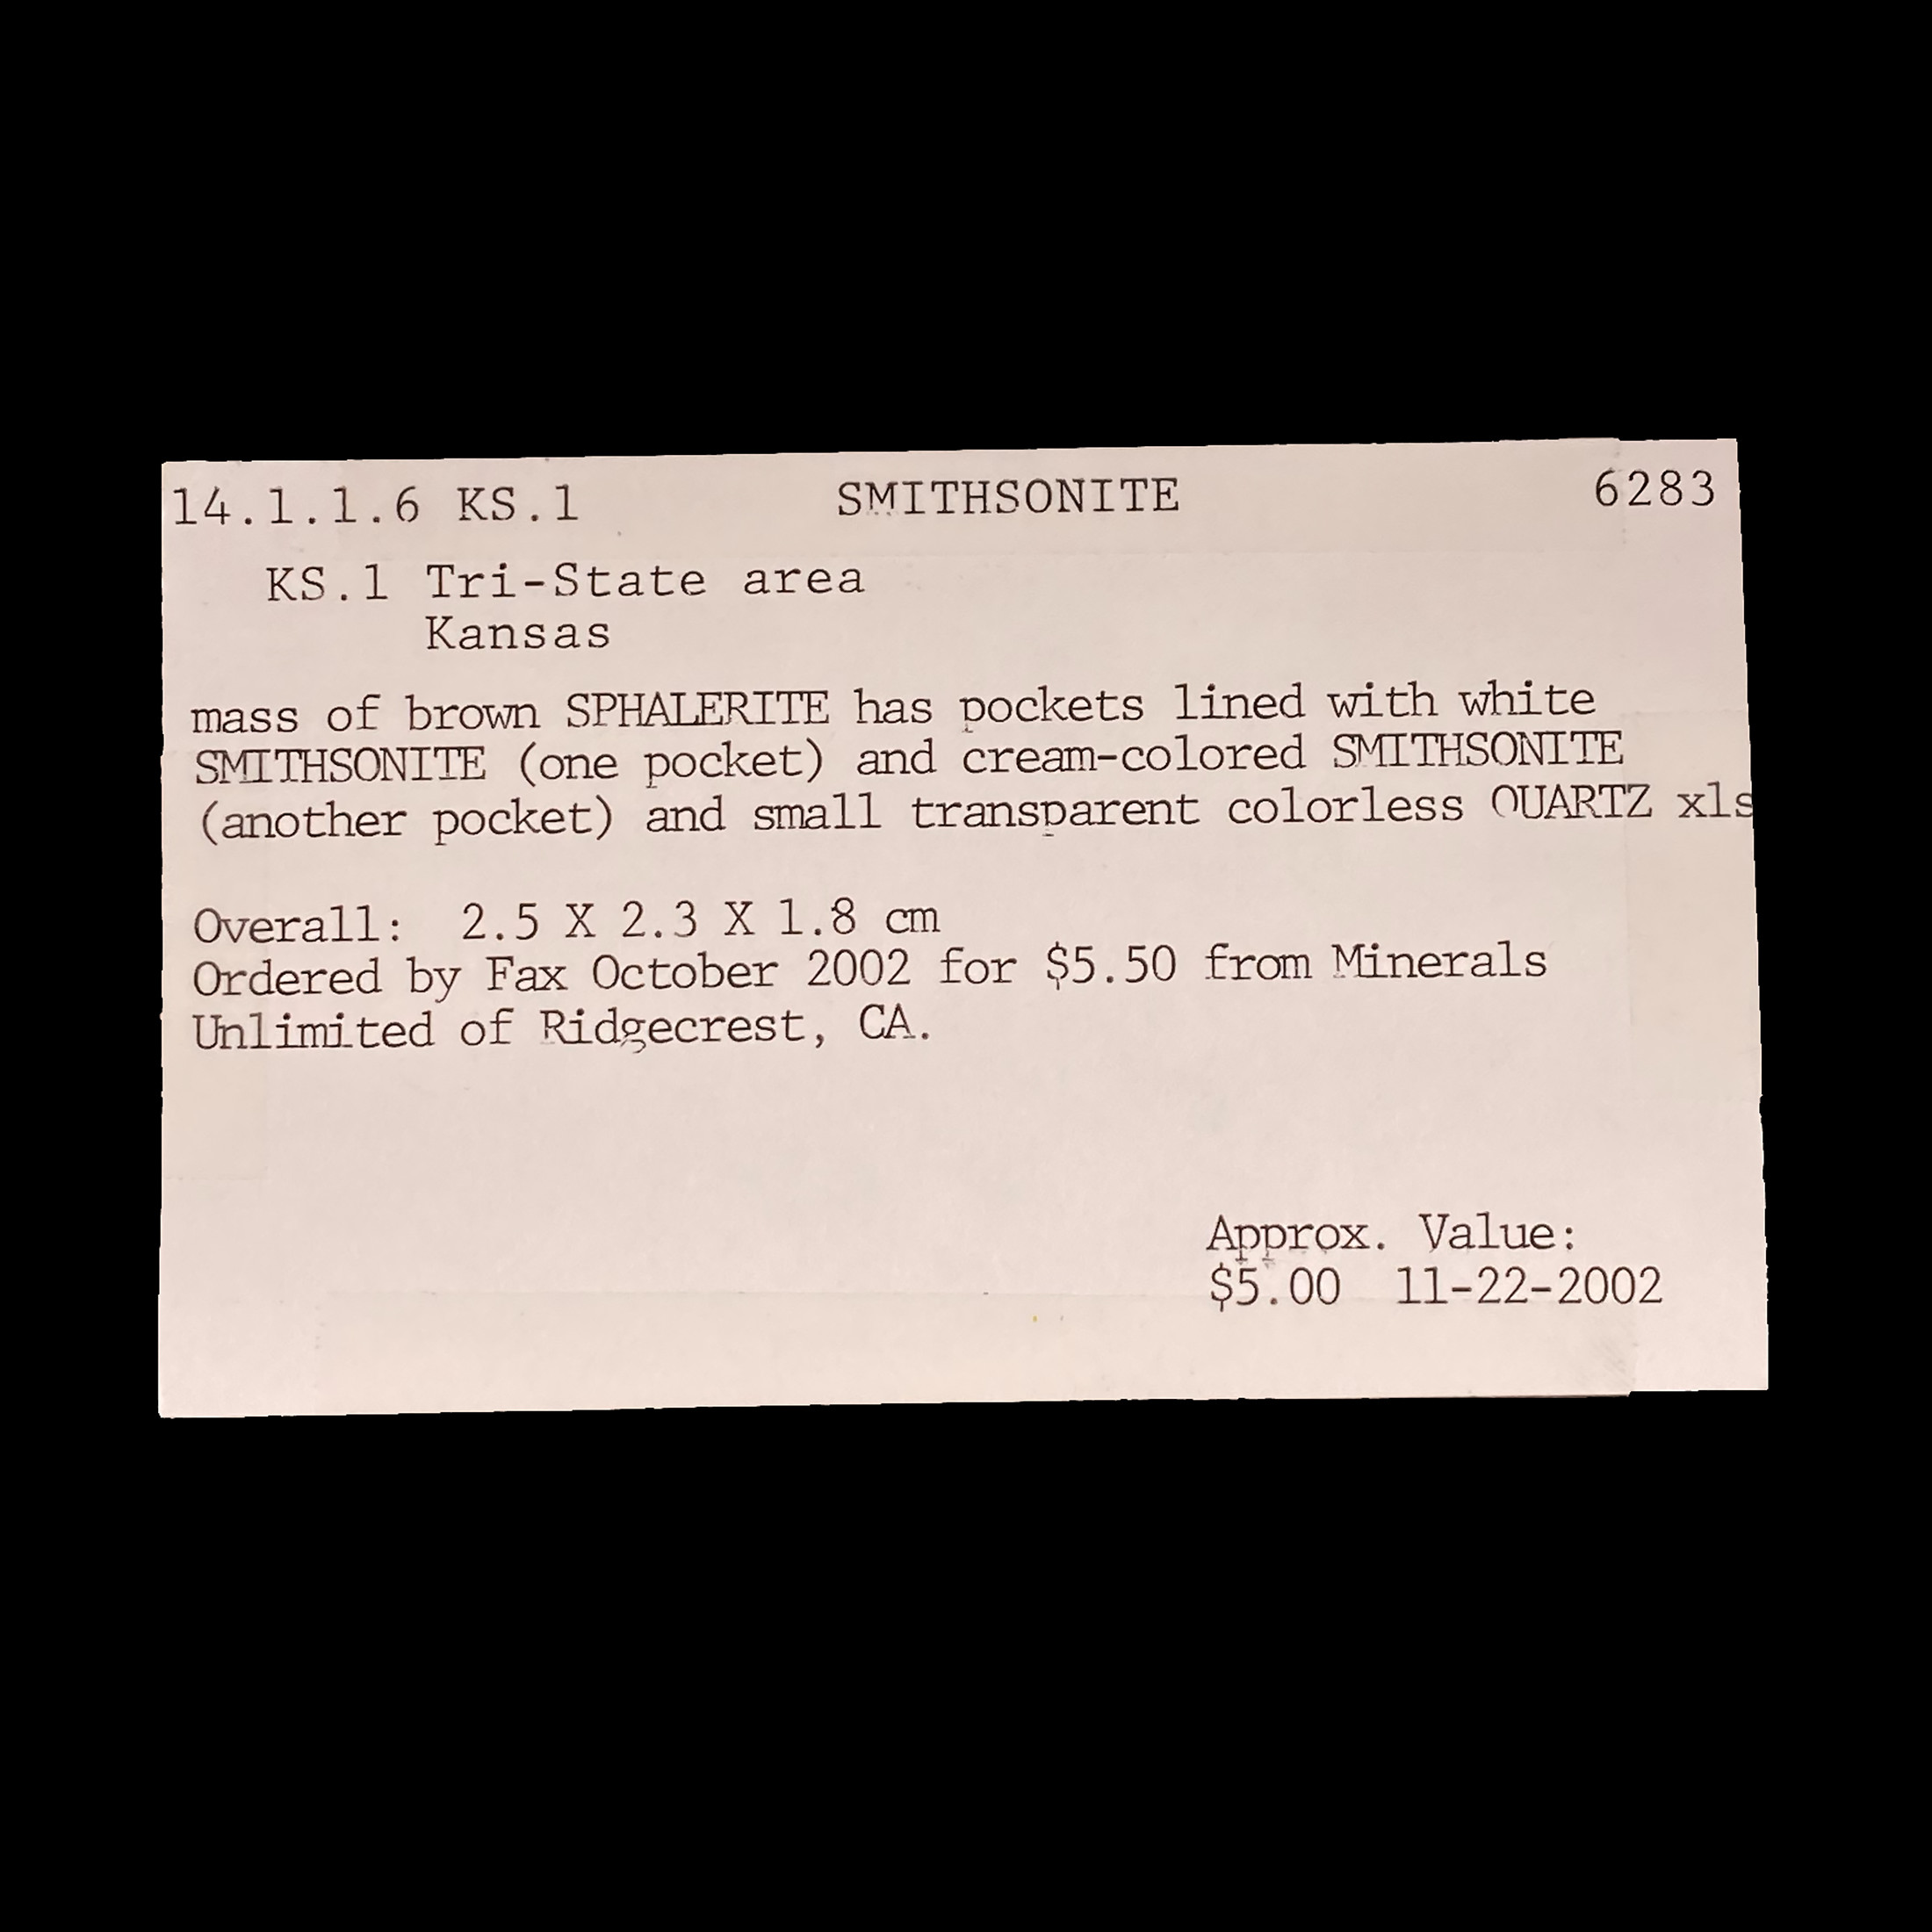 14.1.1.6 KS.1 SMITHSONITE 6283
KS.1 Tri-State area
Kansas
mass of brown SPHALERITE has pockets lined with white
SMITHSONITE (one pocket) and cream-colored SMITHSONITE
(another pocket) and small transparent colorless QUARTZ xls
Overall: 2.5 X 2.3 X 1.8 cm
Ordered by Fax October 2002 for $5.50 from Minerals
Unlimited of Ridgecrest, CA.
Approx. Value:
$5.00 11-22-2002